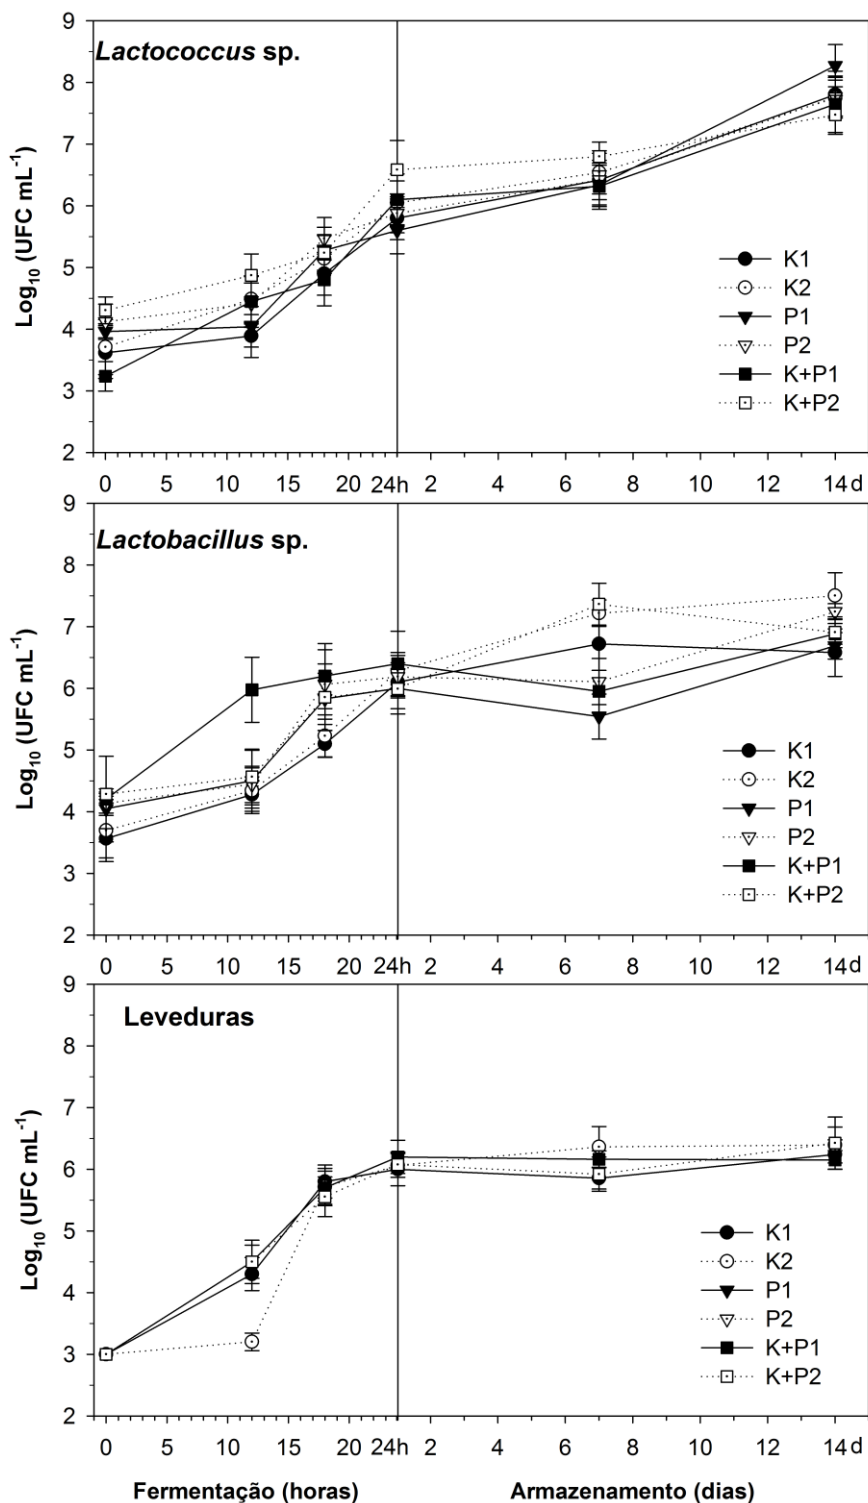 Lactococcus sp.
Log10 (UFC mL-1)
9
8
7
6
5
4
3
2
K1
K2
P1
P2
K+P1
K+P2
0 5 10 15 20 24h 2 4 6 8 10 12 14 d
Lactobacillus sp.
Log10 (UFC mL-1)
9
8
7
6
5
4
3
2
K1
K2
P1
P2
K+P1
K+P2
0 5 10 15 20 24h 2 4 6 8 10 12 14 d
Leveduras
Log10 (UFC mL-1)
9
8
7
6
5
4
3
2
K1
K2
P1
P2
K+P1
K+P2
0 5 10 15 20 24h 2 4 6 8 10 12 14 d
Fermentação (horas) Armazenamento (dias)